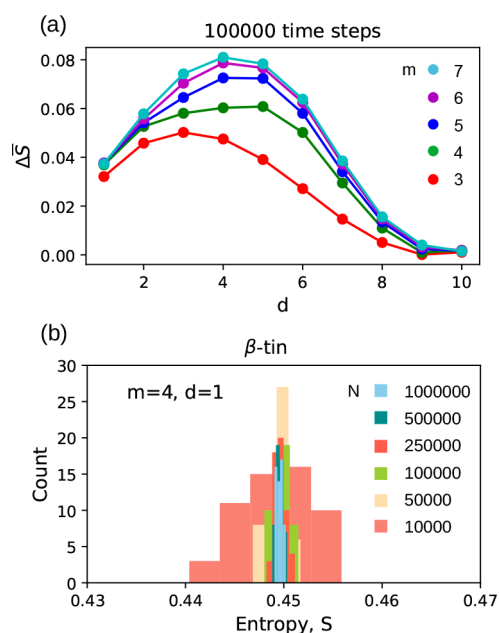 (a)
100000 time steps
0.08
0.06
0.04
0.02
0.00
ΔS̅
m
7
6
5
4
3
2 4 6 8 10
d
(b)
β-tin
30
25
20
15
10
5
0
Count
m=4, d=1
N
1000000
500000
250000
100000
50000
10000
0.43 0.44 0.45 0.46 0.47
Entropy, S